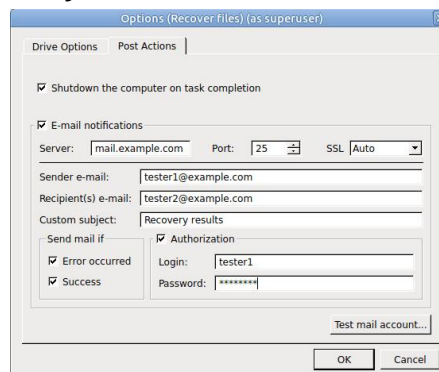 Options (Recover files) (as superuser)
Drive Options Post Actions
Shutdown the computer on task completion
E-mail notifications
Server: mail.example.com Port: 25 SSL Auto
Sender e-mail: tester1@example.com
Recipient(s) e-mail: tester2@example.com
Custom subject: Recovery results
Send mail if Authorization
Error occurred Login: tester1
Success Password: ********
Test mail account...
OK Cancel